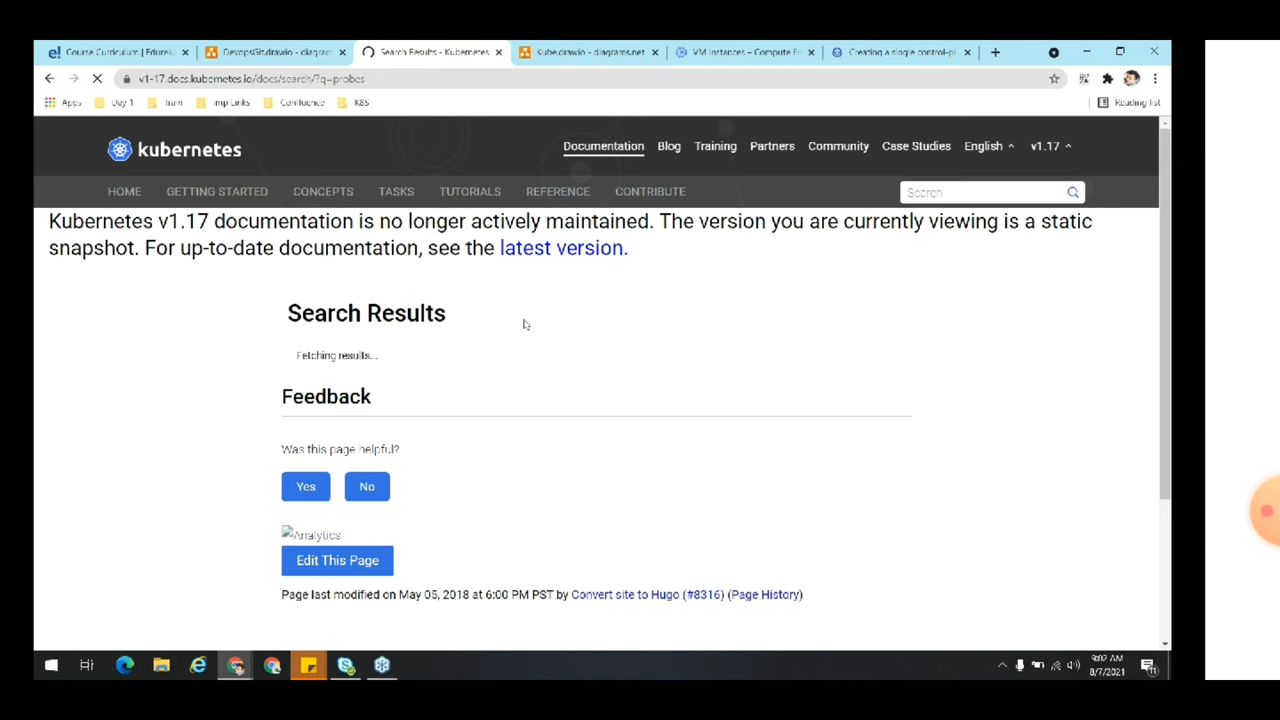 Course Curriculum | Edurek
DevopsGit.drawio - diagram
Search Results - Kubernetes
Kube.drawio - diagrams.net
VM instances – Compute E
Creating a single control-pl
v1-17.docs.kubernetes.io/docs/search/?q=probes
Apps Day 1 Train Imp Links Confluence K8S Reading list
kubernetes
Documentation Blog Training Partners Community Case Studies English v1.17
HOME GETTING STARTED CONCEPTS TASKS TUTORIALS REFERENCE CONTRIBUTE Search
Kubernetes v1.17 documentation is no longer actively maintained. The version you are currently viewing is a static
snapshot. For up-to-date documentation, see the latest version.
Search Results
Fetching results...
Feedback
Was this page helpful?
Yes No
Analytics
Edit This Page
Page last modified on May 05, 2018 at 6:00 PM PST by Convert site to Hugo (#8316) (Page History)
9:02 AM
8/7/2021